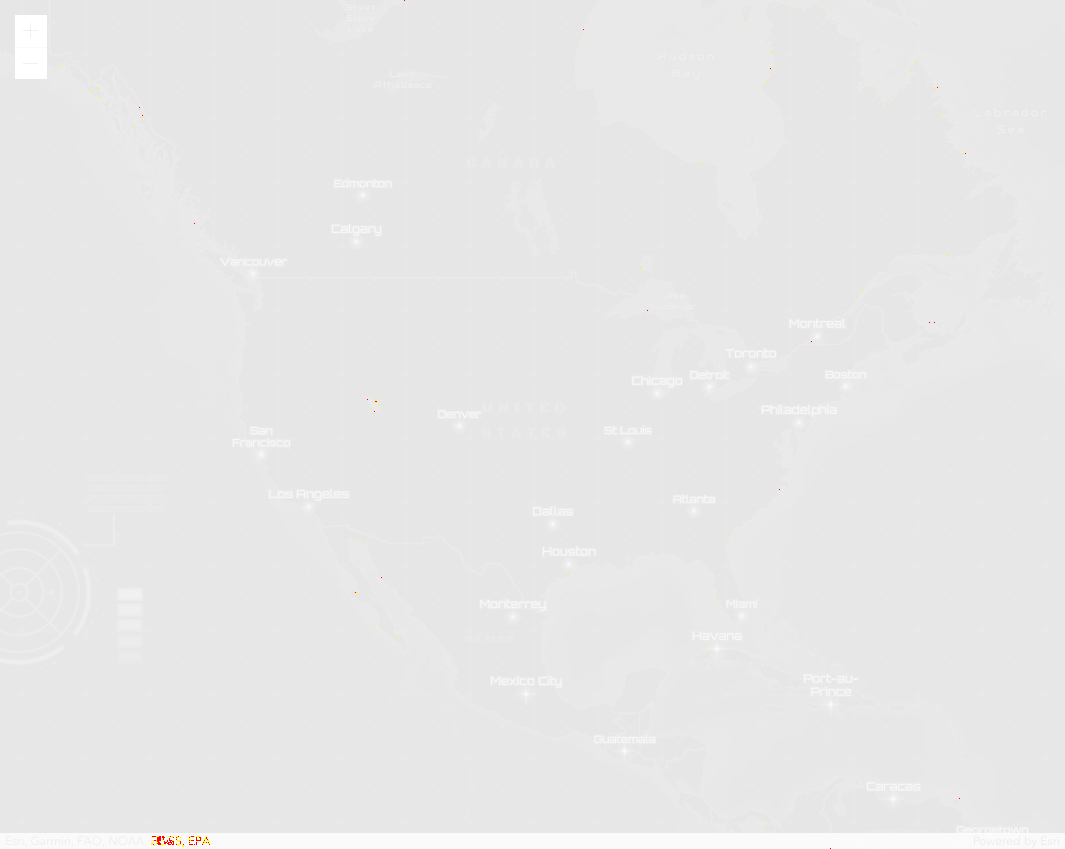 Great
Slave
Lake
Hudson
Bay
Lake
Athabasca
Labrador
Sea
CANADA
Edmonton
Calgary
Vancouver
Lake
Montreal
Toronto
Chicago
Detroit
Boston
UNITED
STATES
Denver
Philadelphia
San
Francisco
St Louis
Los Angeles
Atlanta
Dallas
Houston
Monterrey
Miami
MÉXICO
Havana
Mexico City
Port-au-
Prince
Guatemala
Caracas
Georgetown
Esri, Garmin, FAO, NOAA, EPA
Powered by Esri